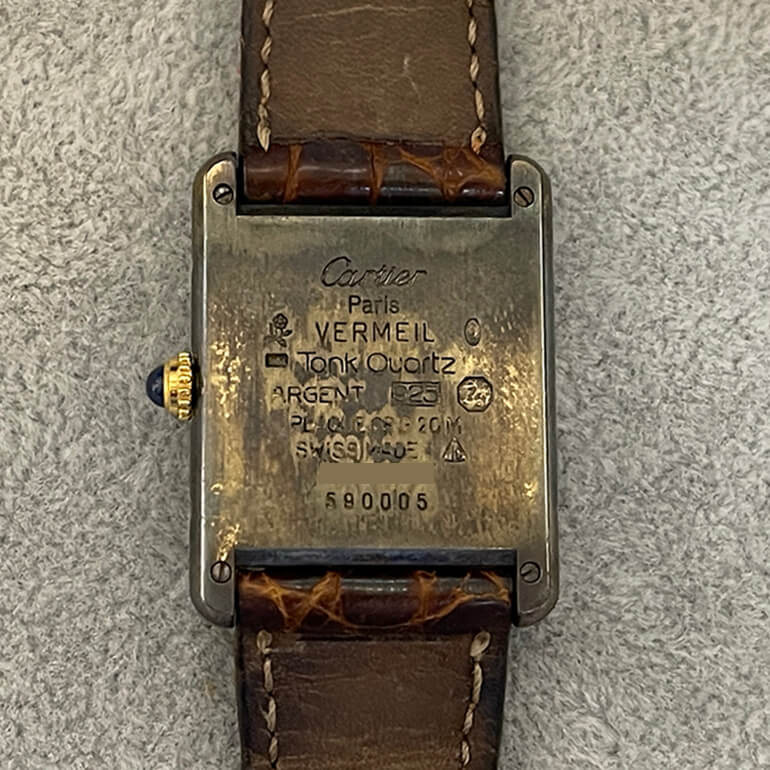 Cartier
Paris
VERMEIL
Tank Quartz
ARGENT 925
PLAQUE OR G 20M
SWISS MADE
590005